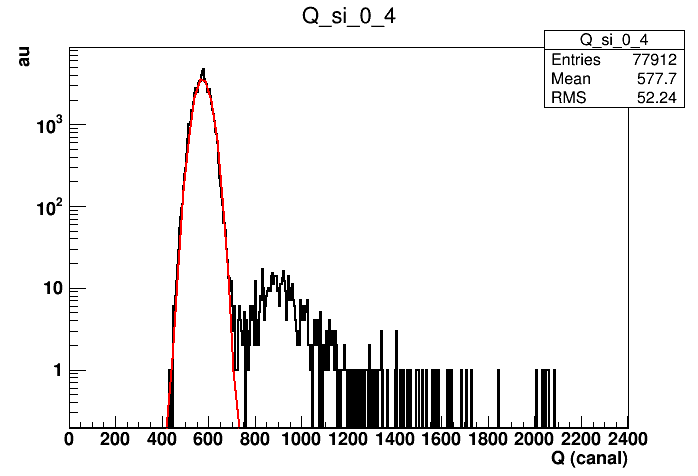 Q_si_0_4
Q_si_0_4
Entries 77912
Mean 577.7
RMS 52.24
au
10³
10²
10
1
0 200 400 600 800 1000 1200 1400 1600 1800 2000 2200 2400
Q (canal)